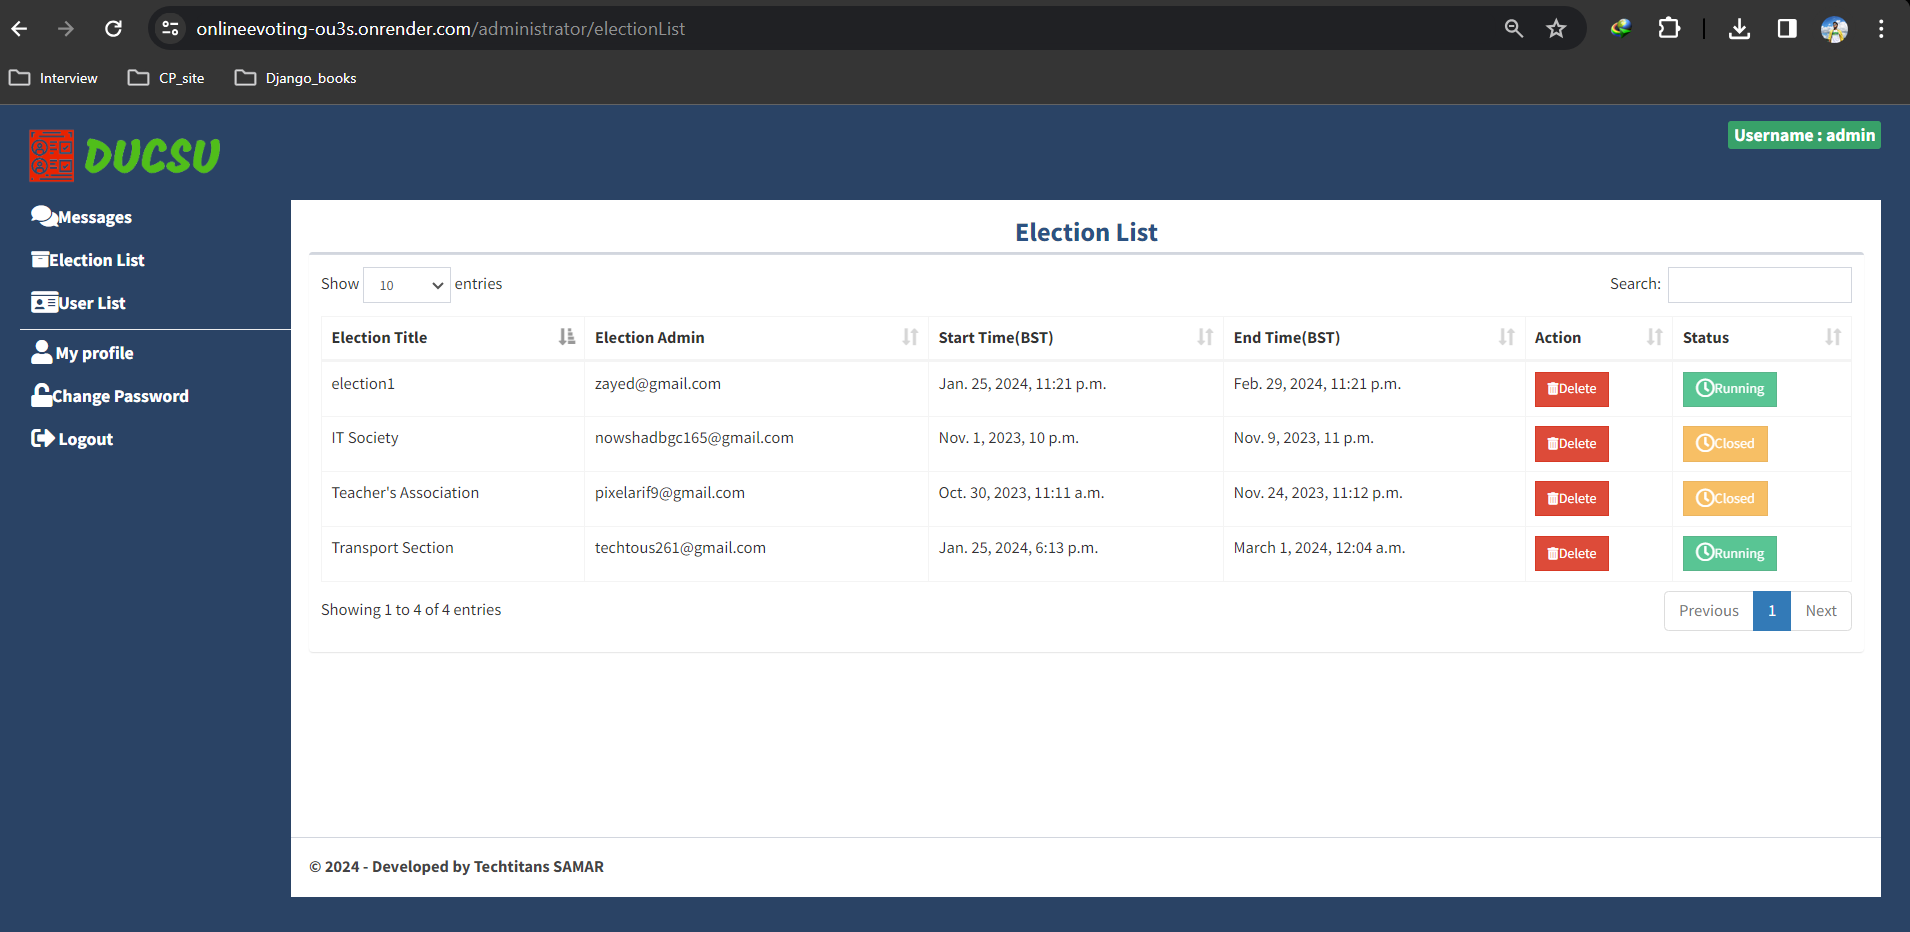 onlineevoting-ou3s.onrender.com/administrator/electionList
Interview CP_site Django_books
DUCSU
Username : admin
Messages
Election List
User List
My profile
Change Password
Logout
Election List
Show 10 entries Search:
Election Title Election Admin Start Time(BST) End Time(BST) Action Status
election1 zayed@gmail.com Jan. 25, 2024, 11:21 p.m. Feb. 29, 2024, 11:21 p.m. Delete Running
IT Society nowshadbgc165@gmail.com Nov. 1, 2023, 10 p.m. Nov. 9, 2023, 11 p.m. Delete Closed
Teacher's Association pixelarif9@gmail.com Oct. 30, 2023, 11:11 a.m. Nov. 24, 2023, 11:12 p.m. Delete Closed
Transport Section techtous261@gmail.com Jan. 25, 2024, 6:13 p.m. March 1, 2024, 12:04 a.m. Delete Running
Showing 1 to 4 of 4 entries Previous 1 Next
© 2024 - Developed by Techtitans SAMAR